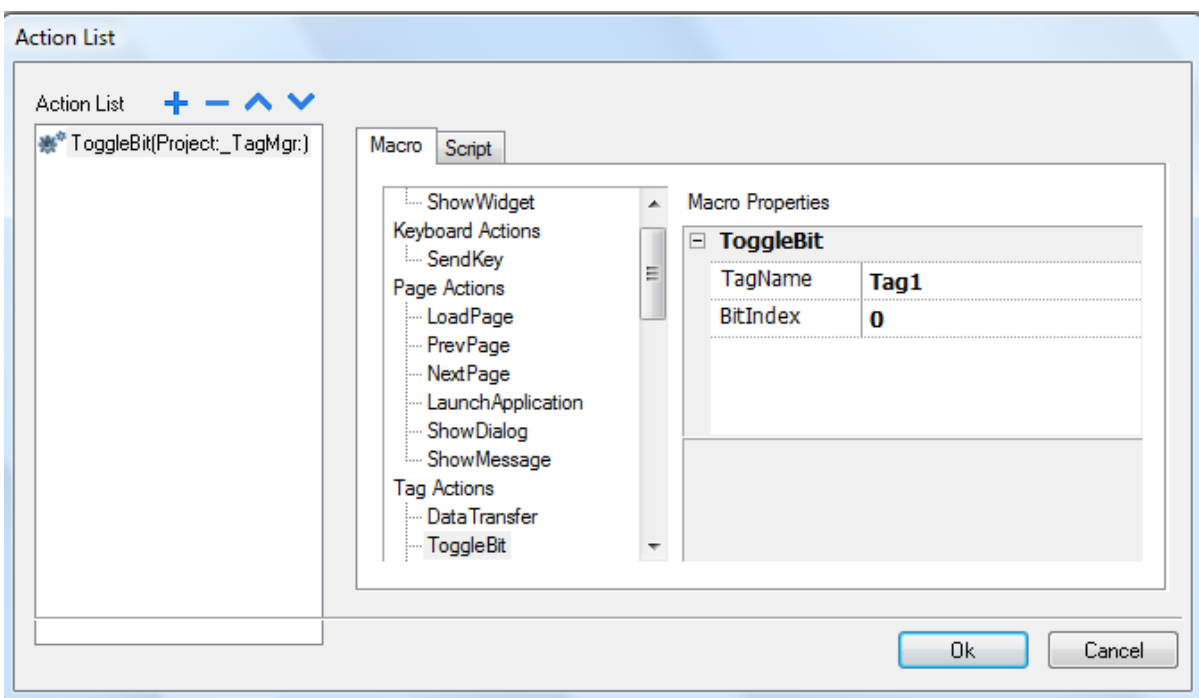 Action List
Action List
ToggleBit(Project:_TagMgr:)
Macro
Script
ShowWidget
Keyboard Actions
SendKey
Page Actions
LoadPage
PrevPage
NextPage
LaunchApplication
ShowDialog
ShowMessage
Tag Actions
DataTransfer
ToggleBit
Macro Properties
ToggleBit
TagName Tag1
BitIndex 0
Ok Cancel